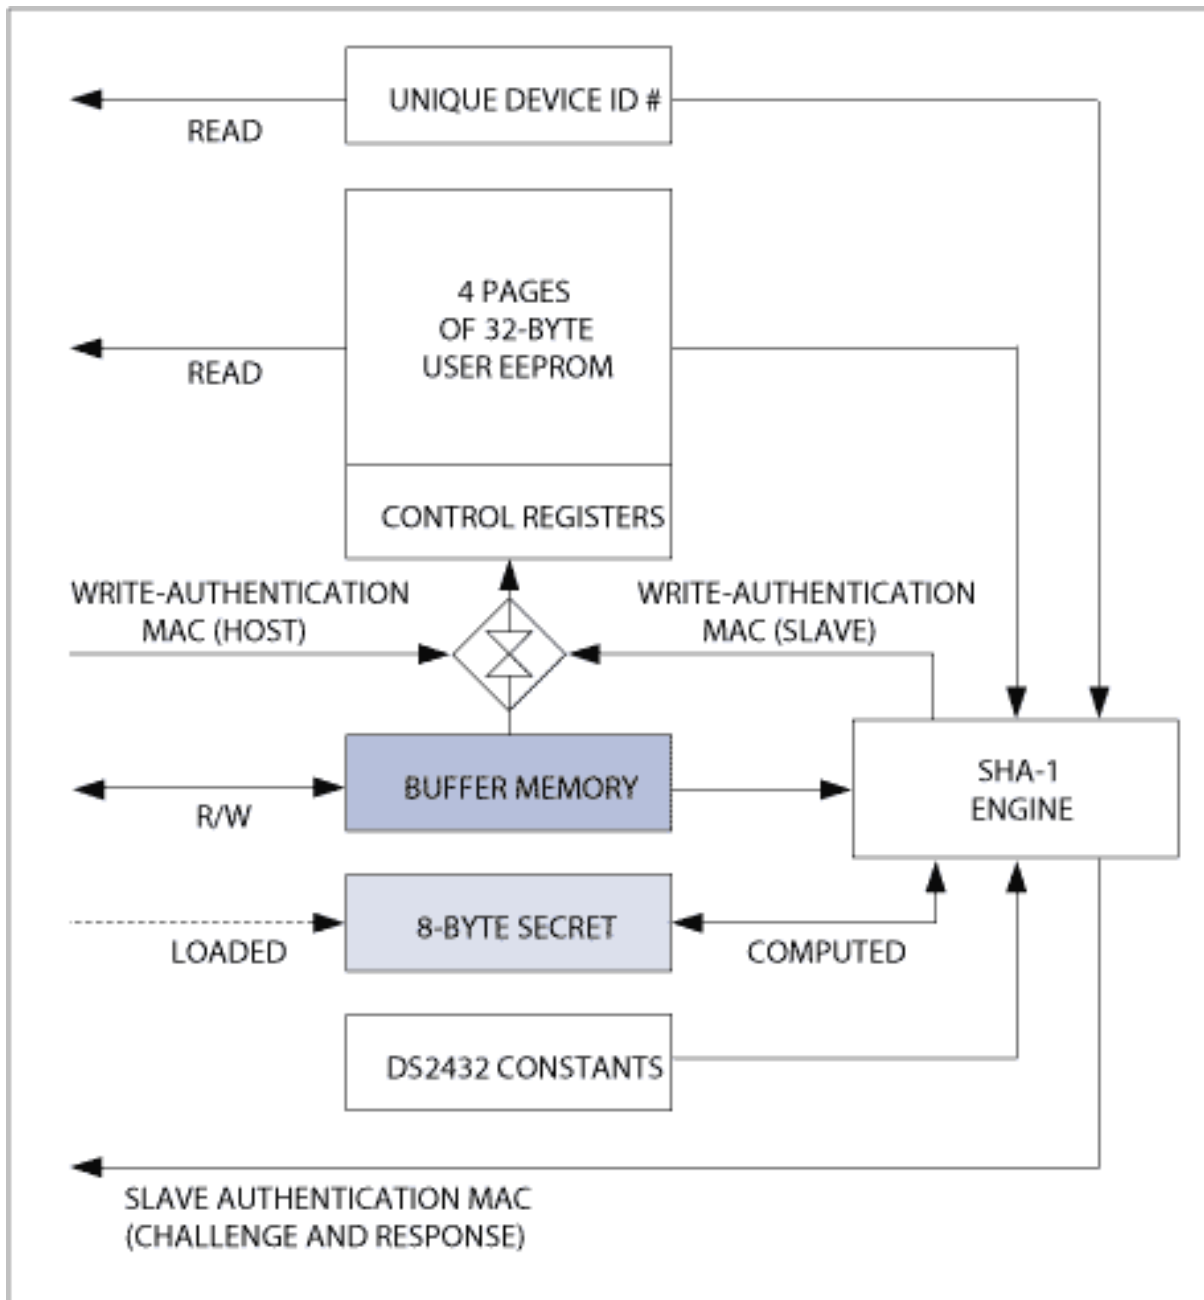 UNIQUE DEVICE ID #
READ
4 PAGES
OF 32-BYTE
USER EEPROM
READ
CONTROL REGISTERS
WRITE-AUTHENTICATION
MAC (HOST)
WRITE-AUTHENTICATION
MAC (SLAVE)
BUFFER MEMORY
R/W
SHA-1
ENGINE
8-BYTE SECRET
LOADED
COMPUTED
DS2432 CONSTANTS
SLAVE AUTHENTICATION MAC
(CHALLENGE AND RESPONSE)